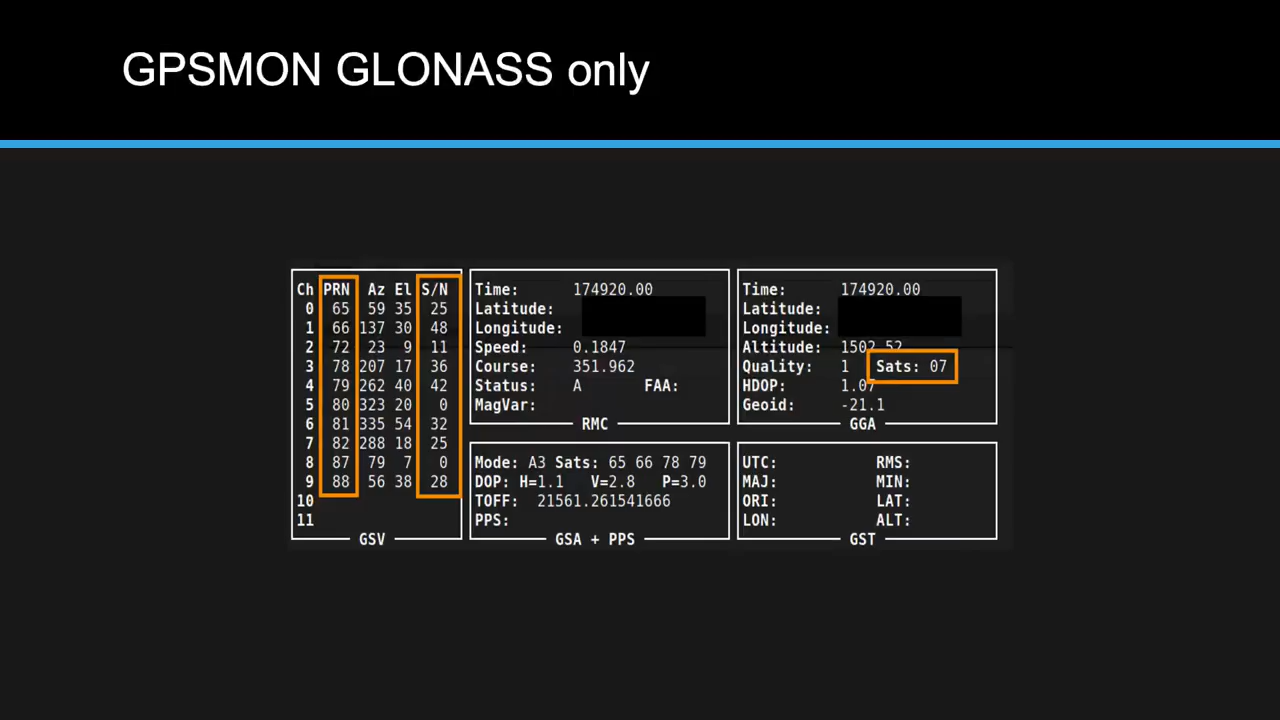 GPSMON GLONASS only
Ch PRN Az El S/N
0 65 59 35 25
1 66 137 30 48
2 72 23 9 11
3 78 207 17 36
4 79 262 40 42
5 80 323 20 0
6 81 335 54 32
7 82 288 18 25
8 87 79 7 0
9 88 56 38 28
10
11
GSV
Time: 174920.00
Latitude:
Longitude:
Speed: 0.1847
Course: 351.962
Status: A FAA:
MagVar:
RMC
Time: 174920.00
Latitude:
Longitude:
Altitude: 1502.52
Quality: 1 Sats: 07
HDOP: 1.07
Geoid: -21.1
GGA
Mode: A3 Sats: 65 66 78 79
DOP: H=1.1 V=2.8 P=3.0
TOFF: 21561.261541666
PPS:
GSA + PPS
UTC: RMS:
MAJ: MIN:
ORI: LAT:
LON: ALT:
GST